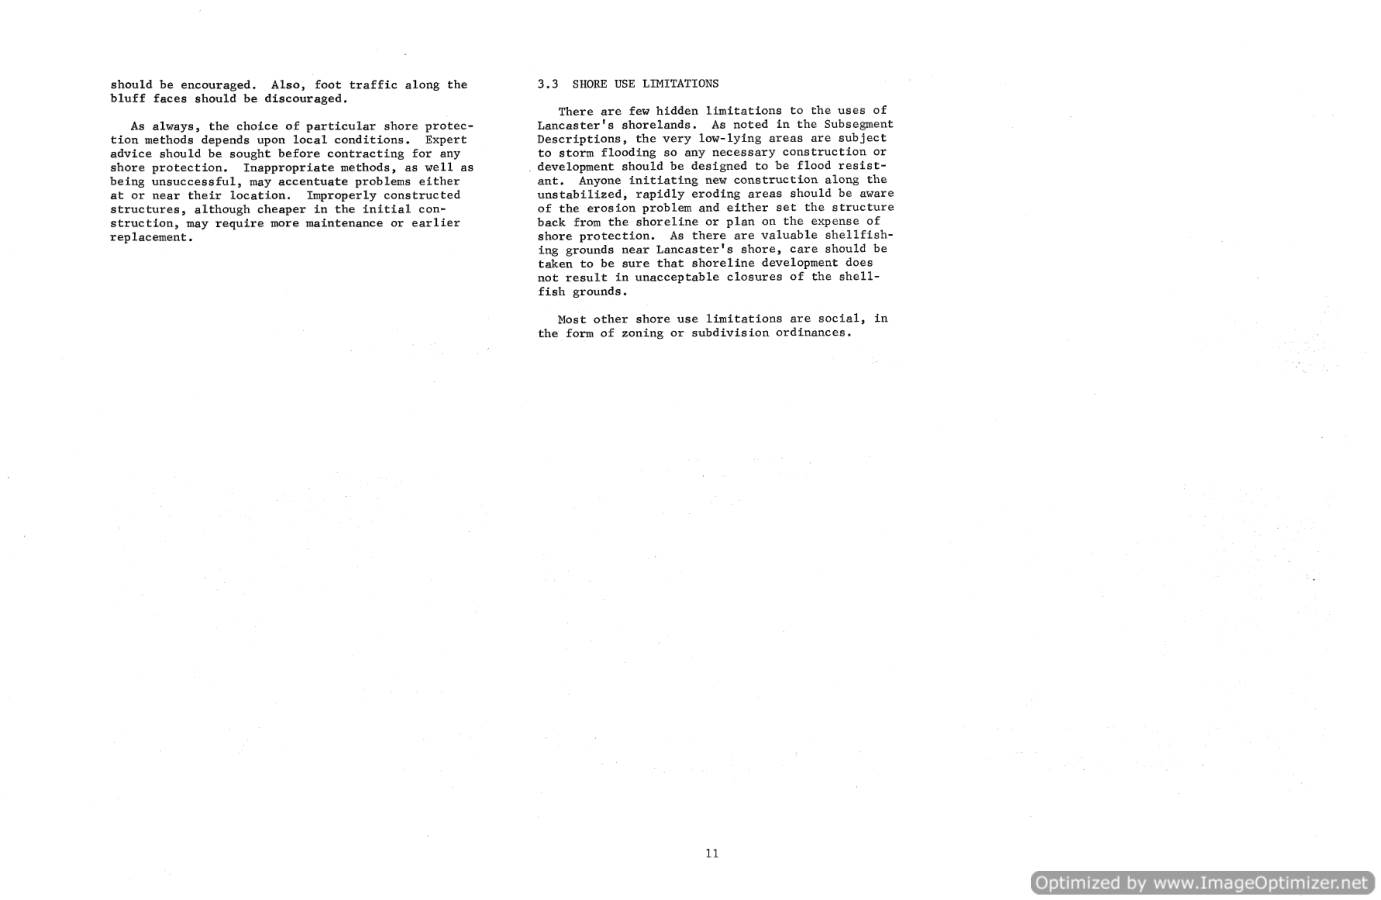 should be encouraged. Also, foot traffic along the
bluff faces should be discouraged.
As always, the choice of particular shore protec-
tion methods depends upon local conditions. Expert
advice should be sought before contracting for any
shore protection. Inappropriate methods, as well as
being unsuccessful, may accentuate problems either
at or near their location. Improperly constructed
structures, although cheaper in the initial con-
struction, may require more maintenance or earlier
replacement.
3.3 SHORE USE LIMITATIONS
There are few hidden limitations to the uses of
Lancaster's shorelands. As noted in the Subsegment
Descriptions, the very low-lying areas are subject
to storm flooding so any necessary construction or
development should be designed to be flood resist-
ant. Anyone initiating new construction along the
unstabilized, rapidly eroding areas should be aware
of the erosion problem and either set the structure
back from the shoreline or plan on the expense of
shore protection. As there are valuable shellfish-
ing grounds near Lancaster's shore, care should be
taken to be sure that shoreline development does
not result in unacceptable closures of the shell-
fish grounds.
Most other shore use limitations are social, in
the form of zoning or subdivision ordinances.
11
Optimized by www.ImageOptimizer.net